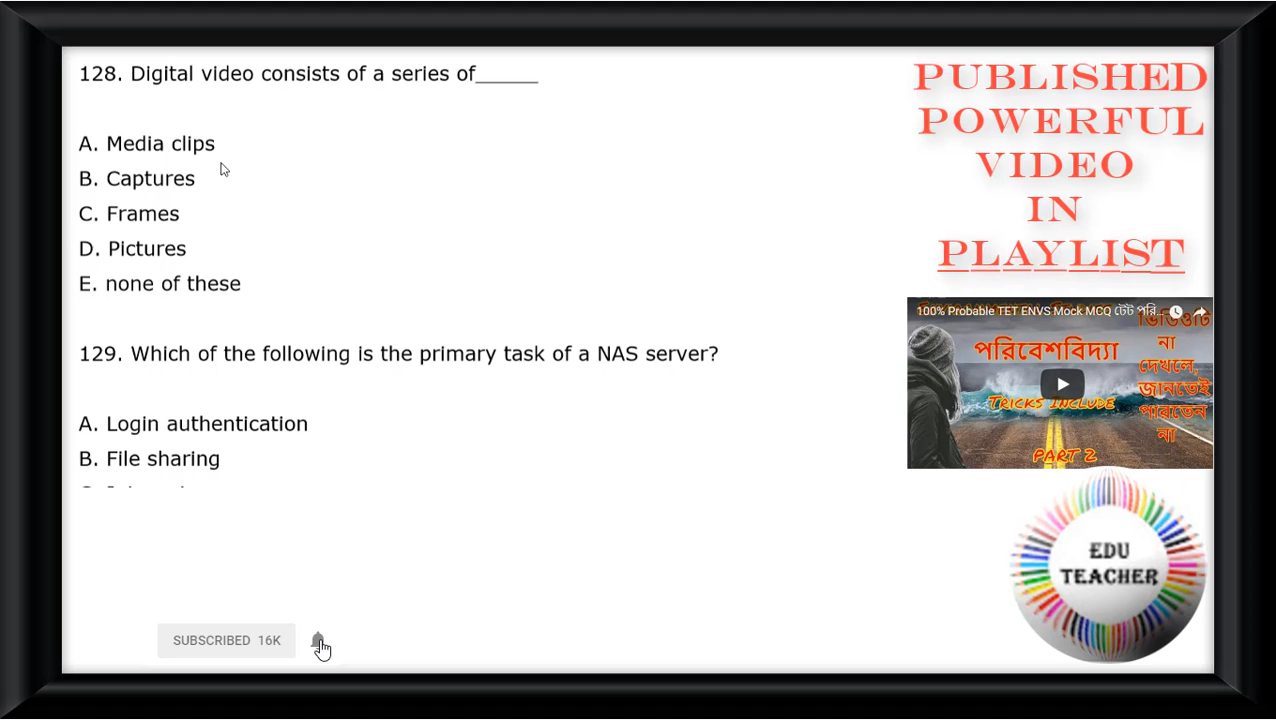 128. Digital video consists of a series of______
A. Media clips
B. Captures
C. Frames
D. Pictures
E. none of these
129. Which of the following is the primary task of a NAS server?
A. Login authentication
B. File sharing
SUBSCRIBED 16K
PUBLISHED
POWERFUL
VIDEO
IN
PLAYLIST
100% Probable TET ENVS Mock MCQ টেট পরি...
পরিবেশবিদ্যা
TRICKS INCLUDE
PART 2
ভিডিওটি
না
দেখলে,
জানতেই
পারতেন
না
EDU
TEACHER